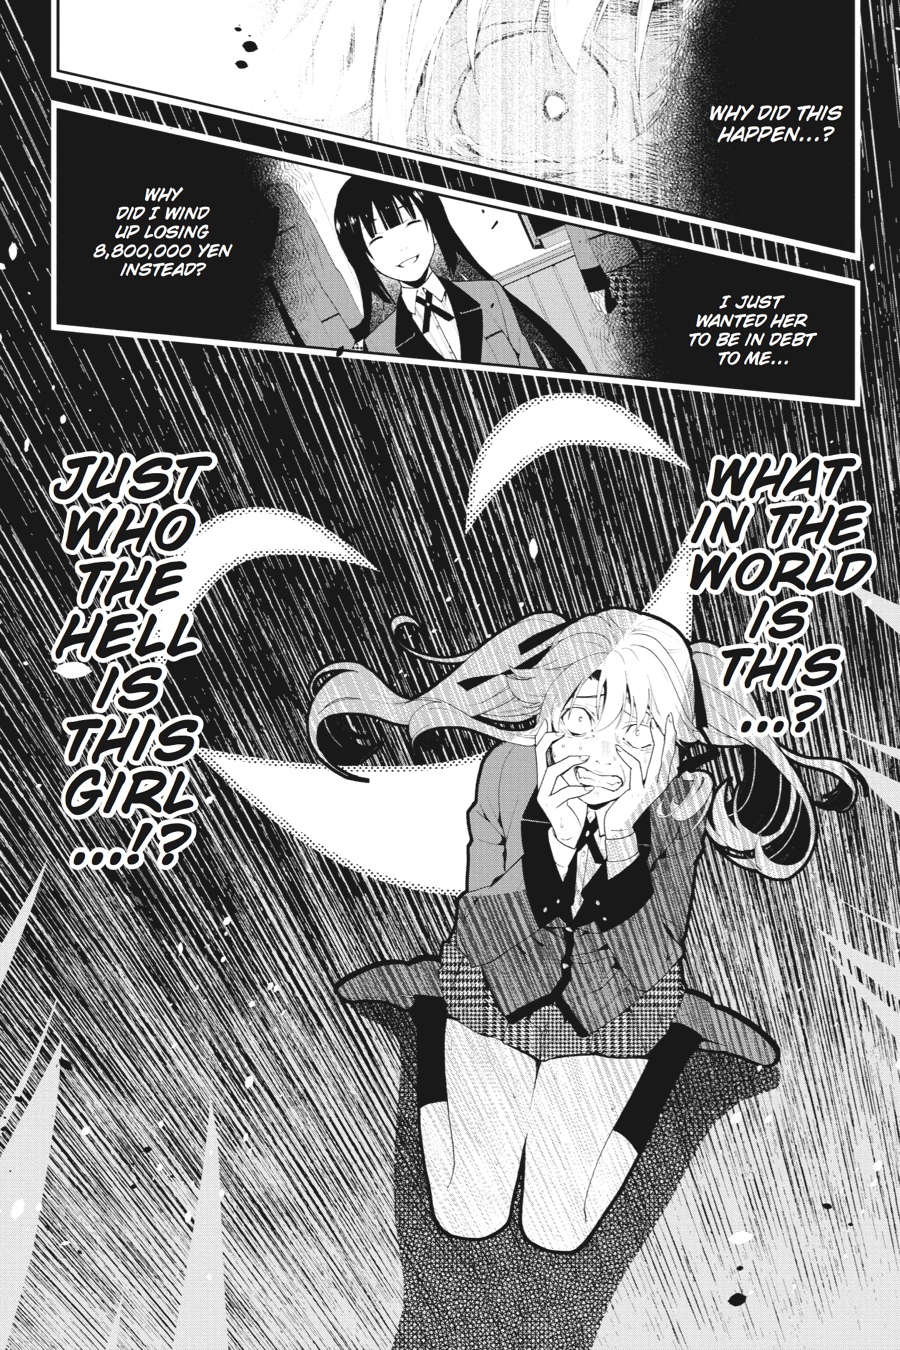 WHY DID THIS
HAPPEN...?
I JUST
WANTED HER
TO BE IN DEBT
TO ME...
WHY
DID I WIND
UP LOSING
8,800,000 YEN
INSTEAD?
WHAT
IN THE
WORLD
IS
THIS
...?
JUST
WHO
THE
HELL
IS
THIS
GIRL
...!?